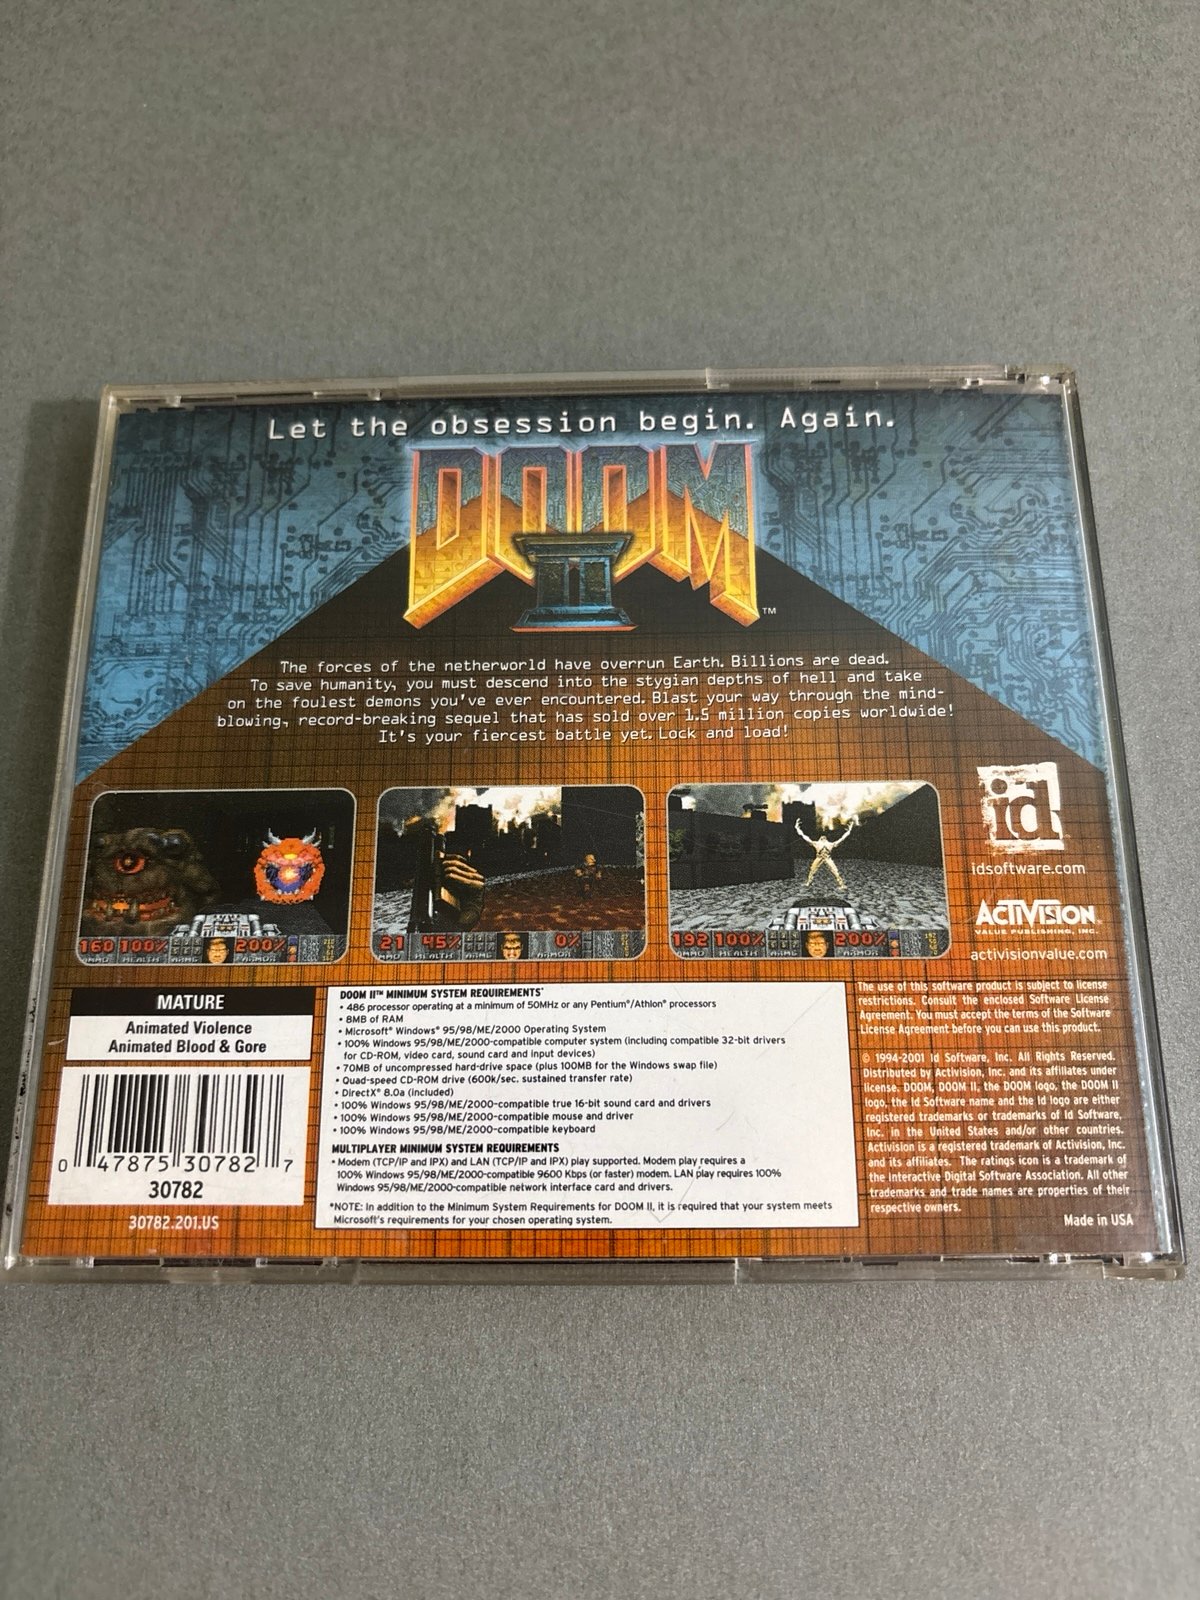 Let the obsession begin. Again.
DOOM
II
™
The forces of the netherworld have overrun Earth. Billions are dead.
To save humanity, you must descend into the stygian depths of hell and take
on the foulest demons you've ever encountered. Blast your way through the mind-
blowing, record-breaking sequel that has sold over 1.5 million copies worldwide!
It's your fiercest battle yet. Lock and load!
160 100% 200%
AMMO HEALTH ARMS ARMOR
21 45% 0%
AMMO HEALTH ARMS ARMOR
192 100% 200%
AMMO HEALTH ARMS ARMOR
id
idsoftware.com
ACTIVISION
VALUE PUBLISHING, INC.
activisionvalue.com
MATURE
Animated Violence
Animated Blood & Gore
0 47875 30782 7
30782
30782.201.US
DOOM II™ MINIMUM SYSTEM REQUIREMENTS*
• 486 processor operating at a minimum of 50MHz or any Pentium®/Athlon® processors
• 8MB of RAM
• Microsoft® Windows® 95/98/ME/2000 Operating System
• 100% Windows 95/98/ME/2000-compatible computer system (including compatible 32-bit drivers
for CD-ROM, video card, sound card and input devices)
• 70MB of uncompressed hard-drive space (plus 100MB for the Windows swap file)
• Quad-speed CD-ROM drive (600k/sec. sustained transfer rate)
• DirectX® 8.0a (included)
• 100% Windows 95/98/ME/2000-compatible true 16-bit sound card and drivers
• 100% Windows 95/98/ME/2000-compatible mouse and driver
• 100% Windows 95/98/ME/2000-compatible keyboard
MULTIPLAYER MINIMUM SYSTEM REQUIREMENTS
• Modem (TCP/IP and IPX) and LAN (TCP/IP and IPX) play supported. Modem play requires a
100% Windows 95/98/ME/2000-compatible 9600 Kbps (or faster) modem. LAN play requires 100%
Windows 95/98/ME/2000-compatible network interface card and drivers.
*NOTE: In addition to the Minimum System Requirements for DOOM II, it is required that your system meets
Microsoft's requirements for your chosen operating system.
The use of this software product is subject to license
restrictions. Consult the enclosed Software License
Agreement. You must accept the terms of the Software
License Agreement before you can use this product.
© 1994-2001 Id Software, Inc. All Rights Reserved.
Distributed by Activision, Inc. and its affiliates under
license. DOOM, DOOM II, the DOOM logo, the DOOM II
logo, the Id Software name and the Id logo are either
registered trademarks or trademarks of Id Software,
Inc. in the United States and/or other countries.
Activision is a registered trademark of Activision, Inc.
and its affiliates. The ratings icon is a trademark of
the Interactive Digital Software Association. All other
trademarks and trade names are properties of their
respective owners.
Made in USA